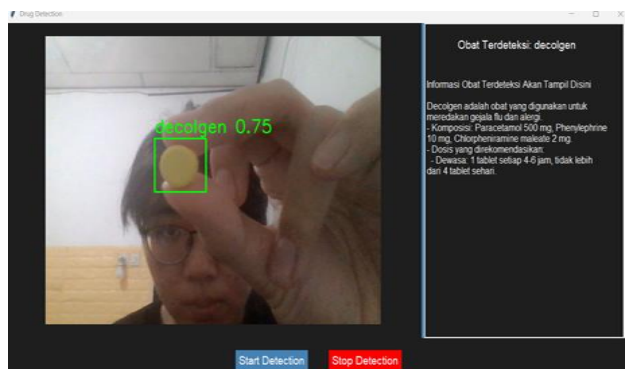 Drug Detection
Obat Terdeteksi: decolgen
decolgen 0.75
Informasi Obat Terdeteksi Akan Tampil Disini
Decolgen adalah obat yang digunakan untuk
meredakan gejala flu dan alergi.
- Komposisi: Paracetamol 500 mg, Phenylephrine
10 mg, Chlorpheniramine maleate 2 mg.
- Dosis yang direkomendasikan:
- Dewasa: 1 tablet setiap 4-6 jam, tidak lebih
dari 4 tablet sehari.
Start Detection
Stop Detection